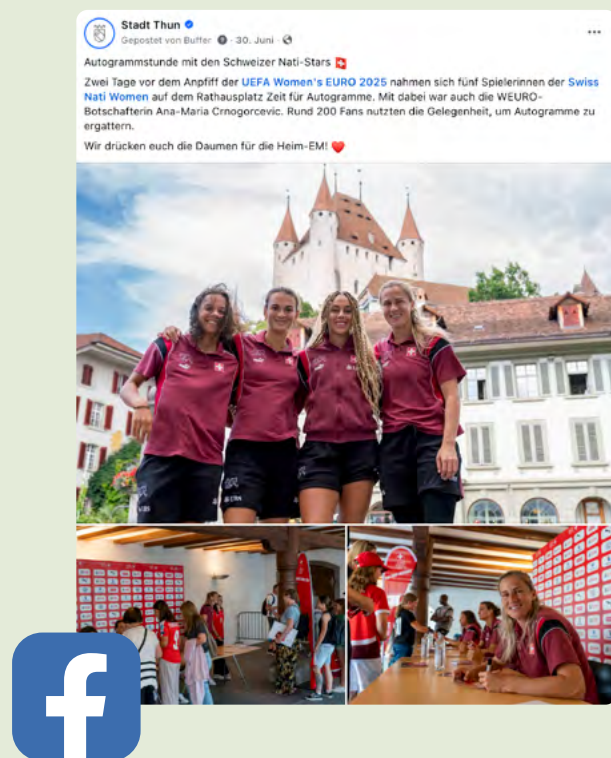 Stadt Thun
Gepostet von Buffer · 30. Juni ·
Autogrammstunde mit den Schweizer Nati-Stars 🇨🇭
Zwei Tage vor dem Anpfiff der UEFA Women's EURO 2025 nahmen sich fünf Spielerinnen der Swiss
Nati Women auf dem Rathausplatz Zeit für Autogramme. Mit dabei war auch die WEURO-
Botschafterin Ana-Maria Crnogorcevic. Rund 200 Fans nutzten die Gelegenheit, um Autogramme zu
ergattern.
Wir drücken euch die Daumen für die Heim-EM! ❤️